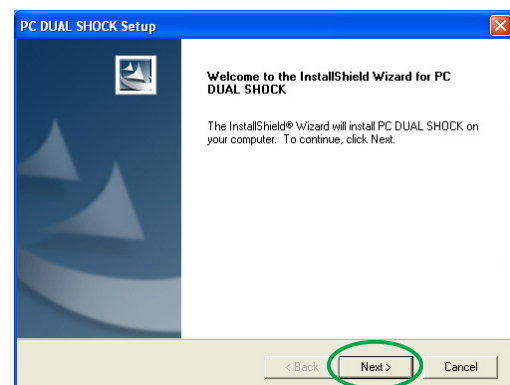 PC DUAL SHOCK Setup
Welcome to the InstallShield Wizard for PC
DUAL SHOCK
The InstallShield® Wizard will install PC DUAL SHOCK on
your computer. To continue, click Next.
< Back Next > Cancel